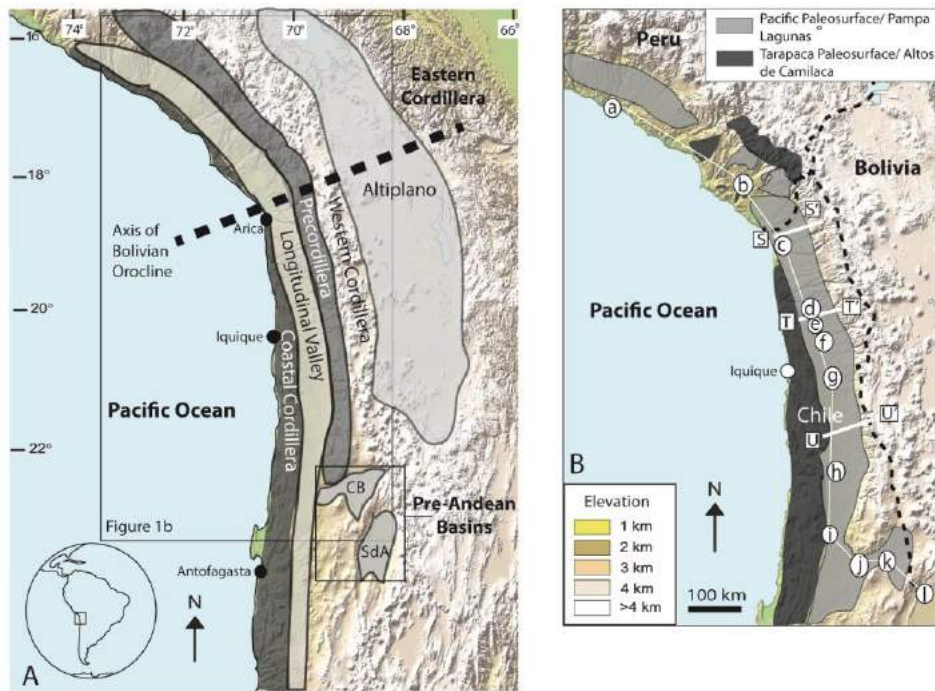 74°
72°
70°
68°
66°
16°
Eastern
Cordillera
Altiplano
18°
Axis of
Bolivian
Orocline
Arica
Precordillera
Western Cordillera
Longitudinal Valley
20°
Iquique
Coastal Cordillera
Pacific Ocean
22°
CB
Pre-Andean
Basins
Figure 1b
SdA
Antofagasta
N
A
Pacific Paleosurface/ Pampa
Lagunas
Tarapaca Paleosurface/ Altos
de Camilaca
Peru
a
Bolivia
b
S
S'
c
Pacific Ocean
d
T
T'
e
f
Iquique
g
Chile
U
U'
B
h
Elevation
1 km
2 km
3 km
4 km
>4 km
N
i
j
k
l
100 km